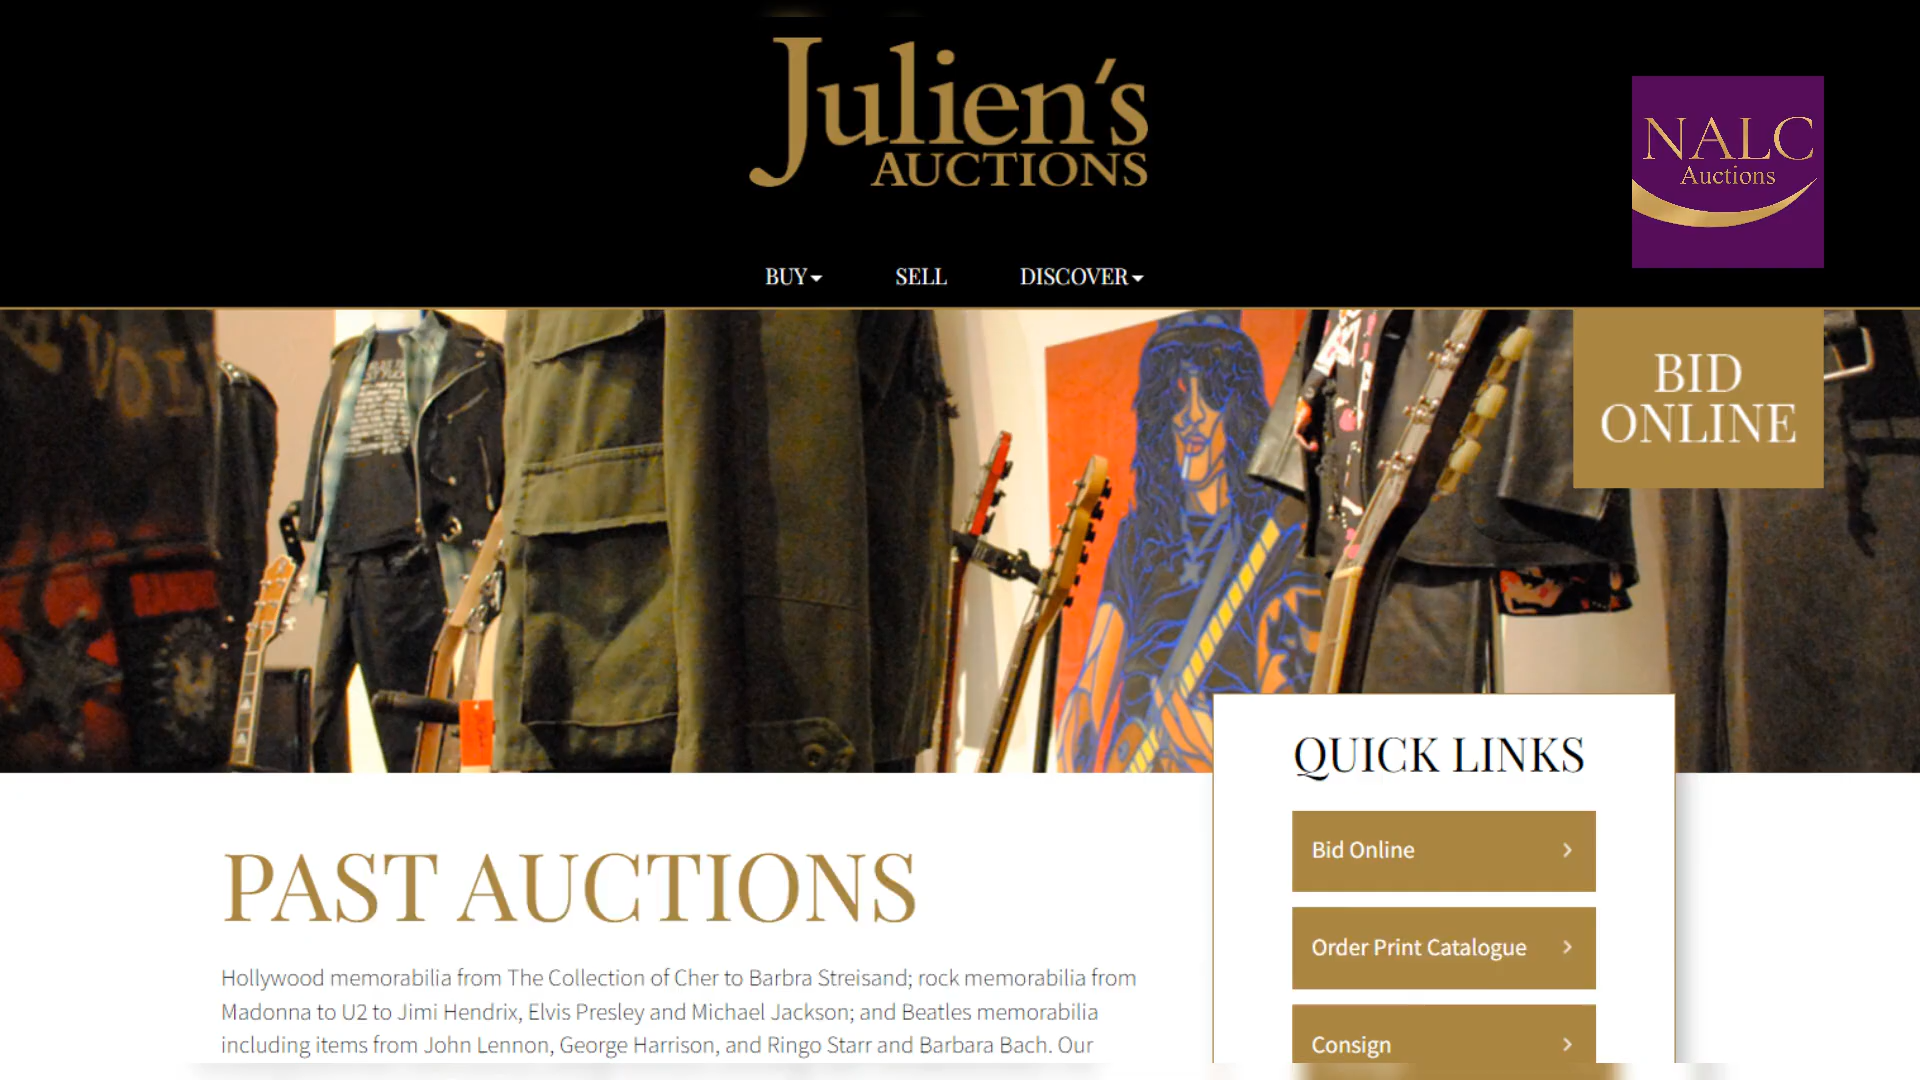 Julien's
AUCTIONS
NALC
Auctions
BUY
SELL
DISCOVER
BID
ONLINE
QUICK LINKS
Bid Online
Order Print Catalogue
Consign
PAST AUCTIONS
Hollywood memorabilia from The Collection of Cher to Barbra Streisand; rock memorabilia from
Madonna to U2 to Jimi Hendrix, Elvis Presley and Michael Jackson; and Beatles memorabilia
including items from John Lennon, George Harrison, and Ringo Starr and Barbara Bach. Our